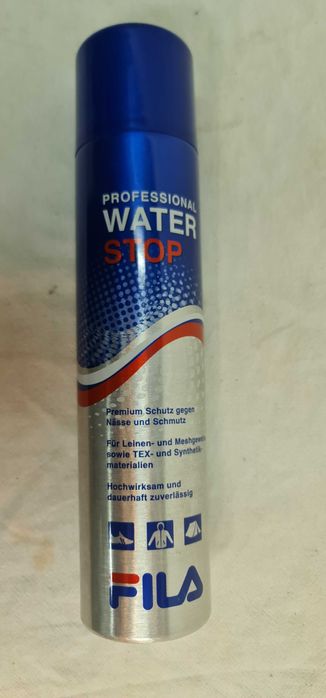 PROFESSIONAL
WATER
STOP
Premium Schutz gegen
Nässe und Schmutz
Für Leinen- und Meshgewe
sowie TEX- und Synthetik-
materialien
Hochwirksam und
dauerhaft zuverlässig
FILA